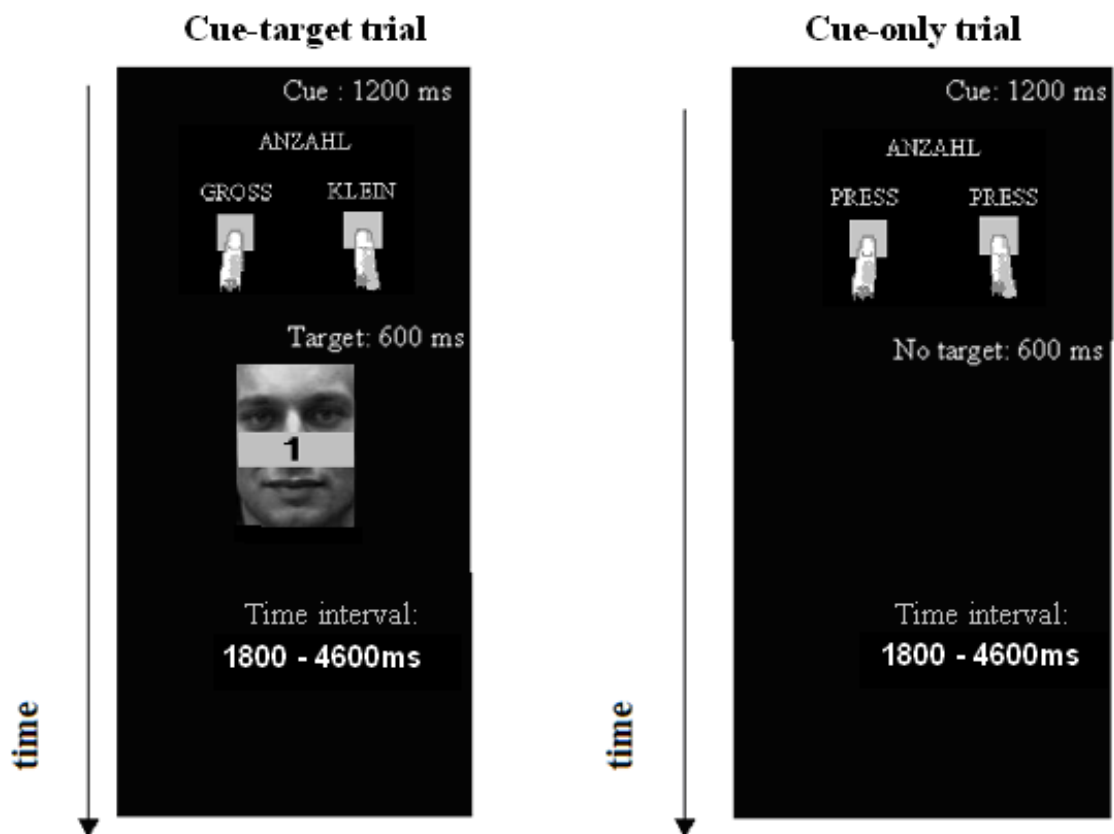 Cue-target trial
Cue : 1200 ms
ANZAHL
GROSS KLEIN
Target: 600 ms
1
Time interval:
1800 - 4600ms
time
Cue-only trial
Cue: 1200 ms
ANZAHL
PRESS PRESS
No target: 600 ms
Time interval:
1800 - 4600ms
time